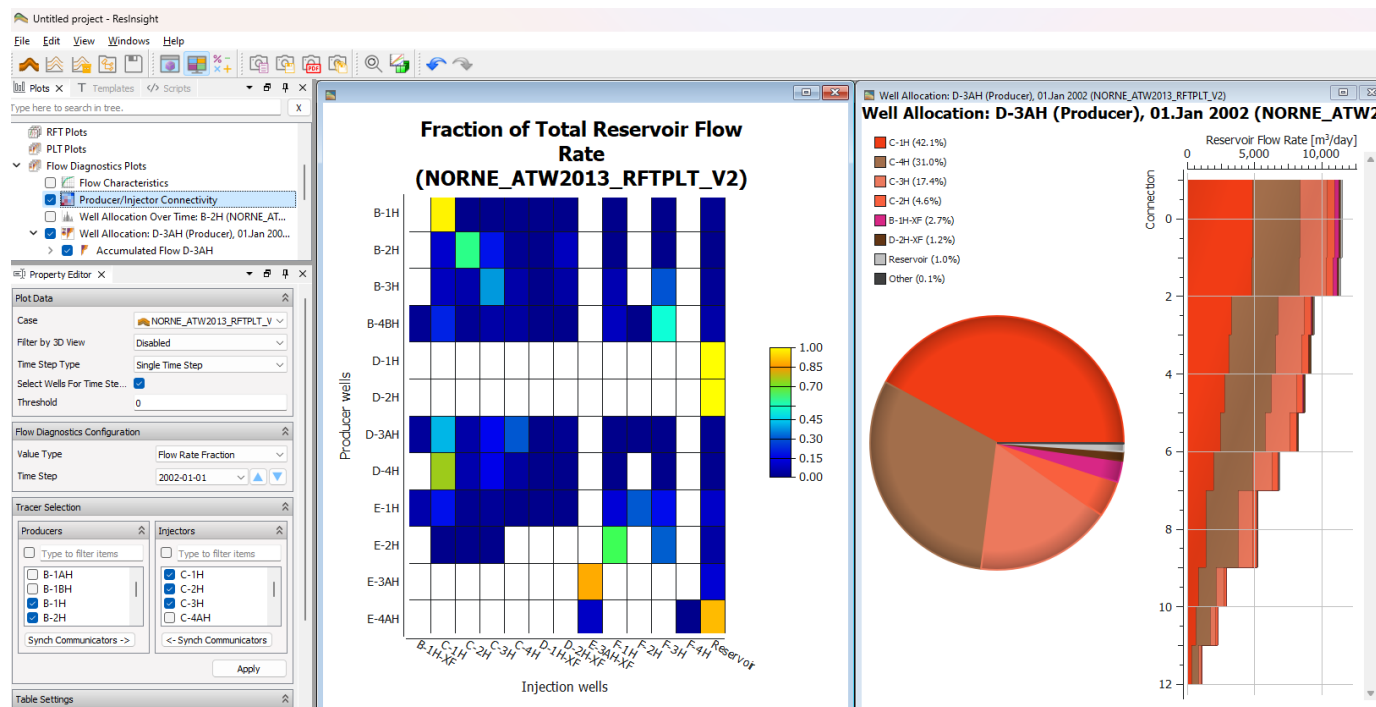 Untitled project - ResInsight
File Edit View Windows Help
PDF
Plots X Templates Scripts
Type here to search in tree. X
RFT Plots
PLT Plots
Flow Diagnostics Plots
Flow Characteristics
Producer/Injector Connectivity
Well Allocation Over Time: B-2H (NORNE_AT...
Well Allocation: D-3AH (Producer), 01.Jan 200...
Accumulated Flow D-3AH
Property Editor X
Plot Data
Case NORNE_ATW2013_RFTPLT_V
Filter by 3D View Disabled
Time Step Type Single Time Step
Select Wells For Time Ste...
Threshold 0
Flow Diagnostics Configuration
Value Type Flow Rate Fraction
Time Step 2002-01-01
Tracer Selection
Producers Injectors
Type to filter items Type to filter items
B-1AH C-1H
B-1BH C-2H
B-1H C-3H
B-2H C-4AH
Synch Communicators -> <- Synch Communicators
Apply
Table Settings
Fraction of Total Reservoir Flow
Rate
(NORNE_ATW2013_RFTPLT_V2)
Producer wells
B-1H
B-2H
B-3H
B-4BH
D-1H
D-2H
D-3AH
D-4H
E-1H
E-2H
E-3AH
E-4AH
B-1H-XF
C-1H
C-2H
C-3H
C-4H
D-1H-XF
D-2H-XF
E-3AH-XF
F-1H
F-2H
F-3H
F-4H
Reservoir
Injection wells
1.00
0.85
0.70
0.45
0.30
0.15
0.00
Well Allocation: D-3AH (Producer), 01.Jan 2002 (NORNE_ATW2013_RFTPLT_V2)
Well Allocation: D-3AH (Producer), 01.Jan 2002 (NORNE_ATW2
C-1H (42.1%)
C-4H (31.0%)
C-3H (17.4%)
C-2H (4.6%)
B-1H-XF (2.7%)
D-2H-XF (1.2%)
Reservoir (1.0%)
Other (0.1%)
Reservoir Flow Rate [m³/day]
0 5,000 10,000
Connection
0
2
4
6
8
10
12